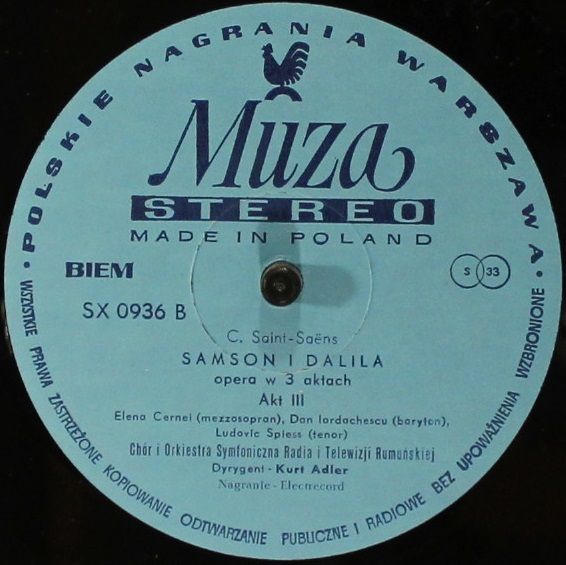 POLSKIE NAGRANIA WARSZAWA
Muza
STEREO
MADE IN POLAND
BIEM
S 33
SX 0936 B
C. Saint-Saëns
SAMSON I DALILA
opera w 3 aktach
Akt III
Elena Cernei (mezzosopran), Dan Iordachescu (baryton),
Ludovic Spiess (tenor)
Chór i Orkiestra Symfoniczna Radia i Telewizji Rumuńskiej
Dyrygent - Kurt Adler
Nagranie - Electrecord
WSZYSTKIE PRAWA ZASTRZEŻONE KOPIOWANIE ODTWARZANIE PUBLICZNE I RADIOWE BEZ UPOWAŻNIENIA WZBRONIONE